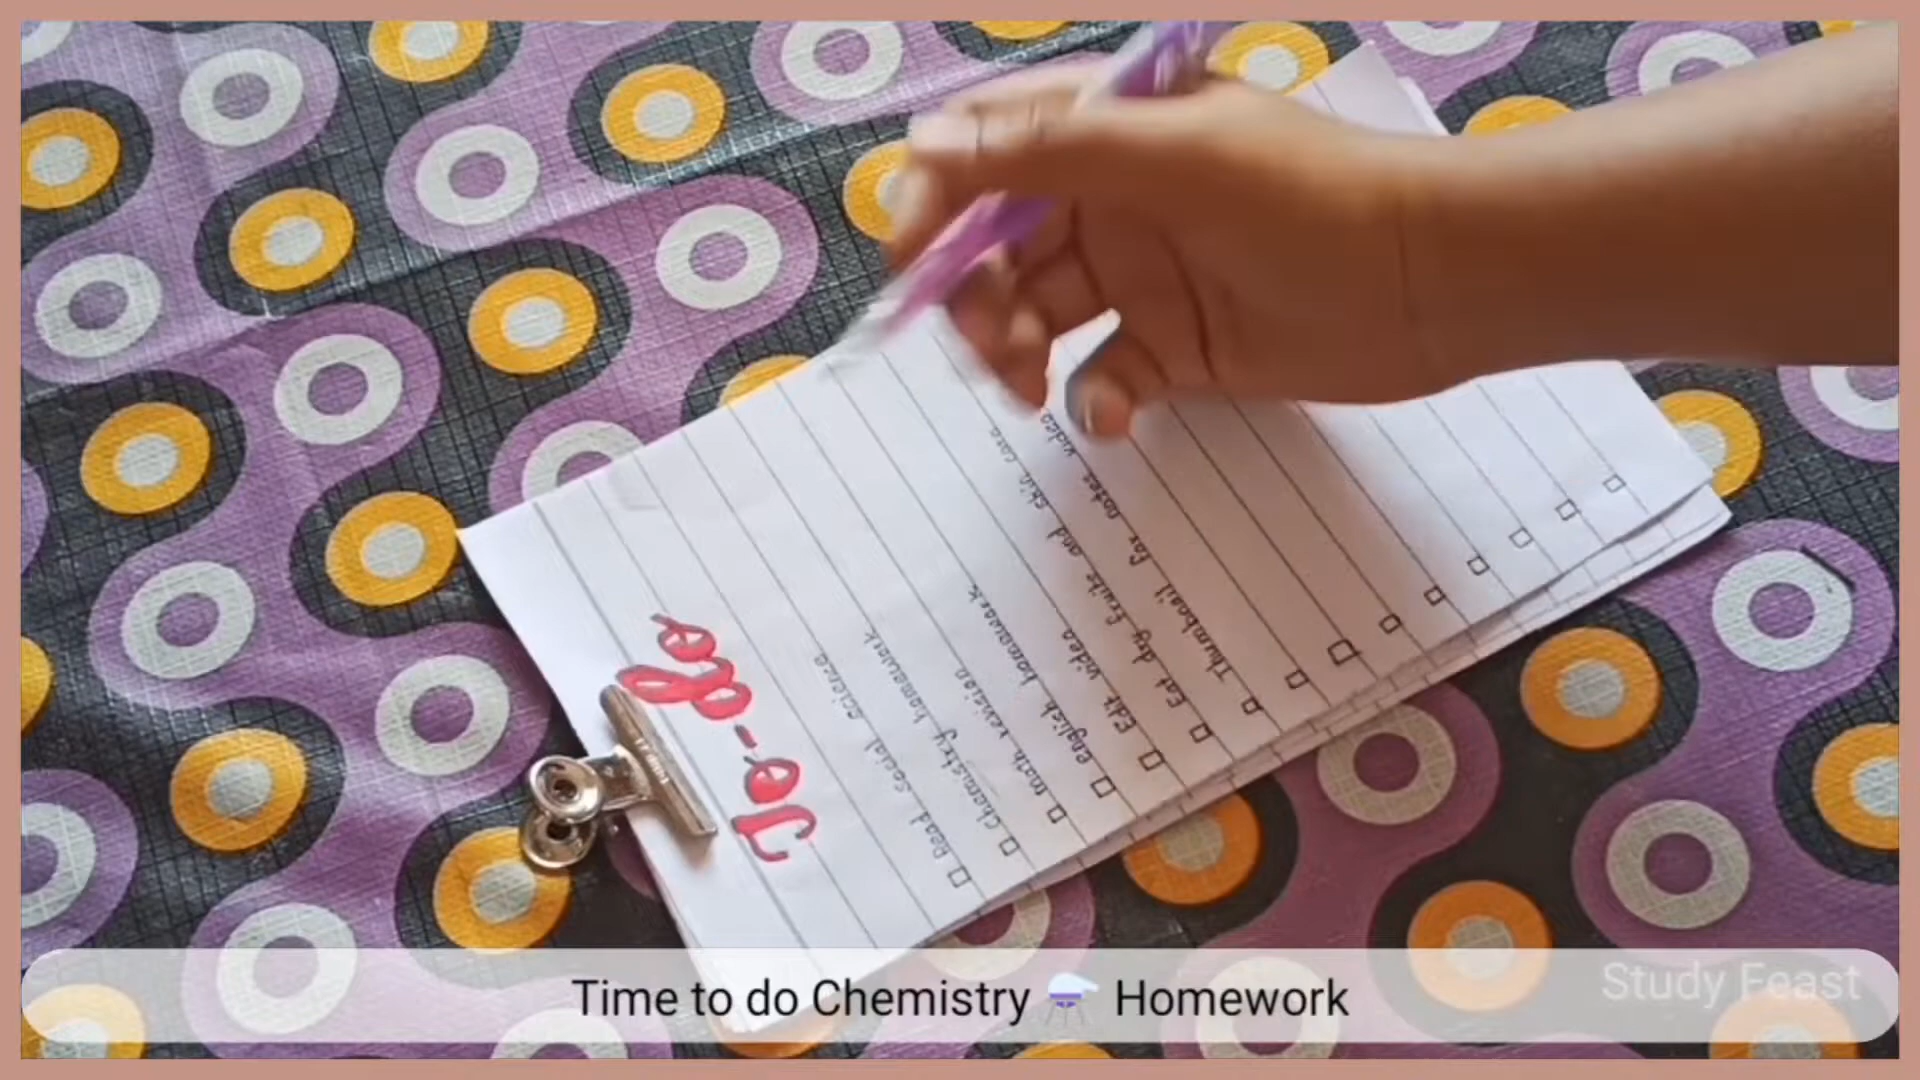 To-do
Read social science
Chemistry homework
math revision
English homework
Edit video
Eat dry fruits and skin care
Thumbnail for notes video
Time to do Chemistry Homework
Study Feast